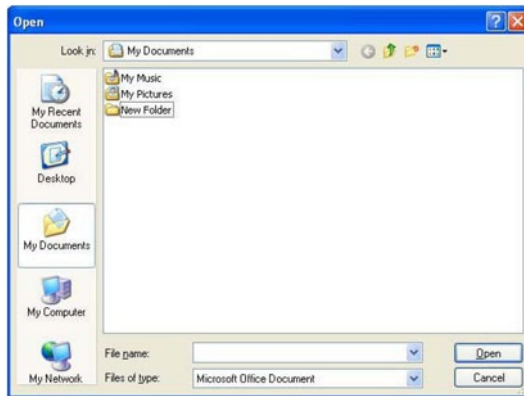 Open
Look in:
My Documents
My Music
My Pictures
New Folder
My Recent
Documents
Desktop
My Documents
My Computer
My Network
File name:
Open
Files of type:
Microsoft Office Document
Cancel